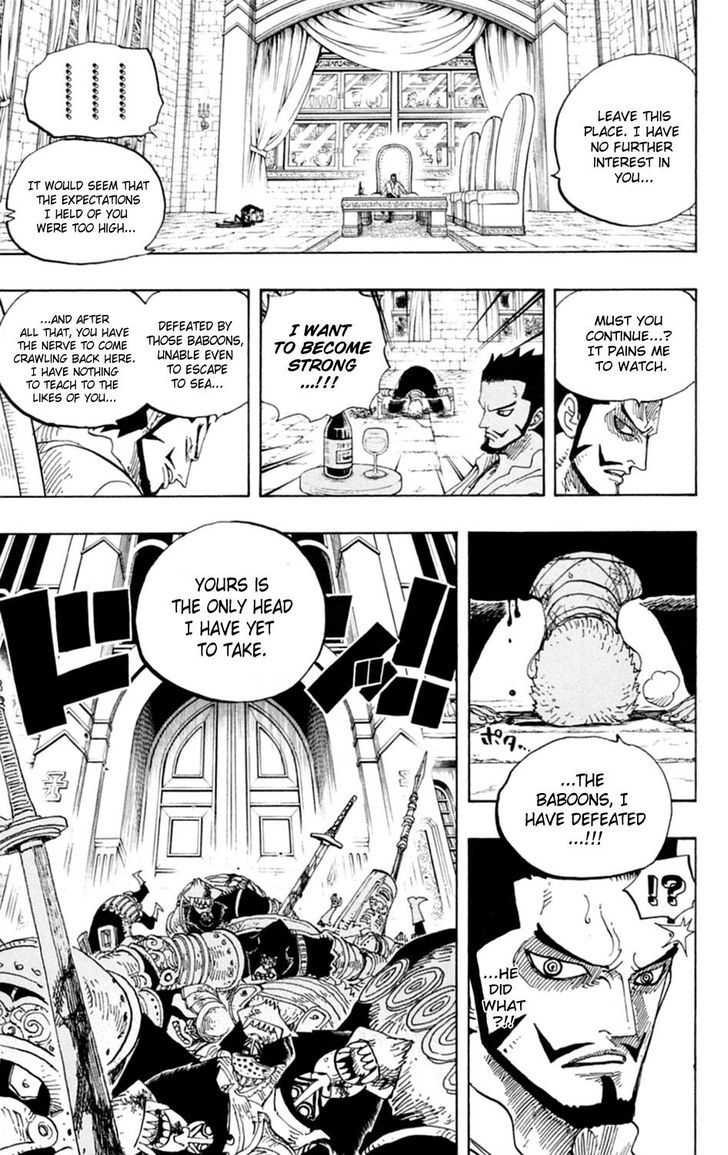 LEAVE THIS
PLACE. I HAVE
NO FURTHER
INTEREST IN
YOU...
IT WOULD SEEM THAT
THE EXPECTATIONS
I HELD OF YOU
WERE TOO HIGH...
MUST YOU
CONTINUE...?
IT PAINS ME
TO WATCH.
I WANT
TO BECOME
STRONG
...!!!
DEFEATED BY
THOSE BABOONS,
UNABLE EVEN
TO ESCAPE
TO SEA...
...AND AFTER
ALL THAT, YOU HAVE
THE NERVE TO COME
CRAWLING BACK HERE.
I HAVE NOTHING
TO TEACH TO THE
LIKES OF YOU...
ポタ...
...THE
BABOONS, I
HAVE DEFEATED
...!!!
!?
...HE
DID
WHAT
?!!
YOURS IS
THE ONLY HEAD
I HAVE YET
TO TAKE.
ドン!!